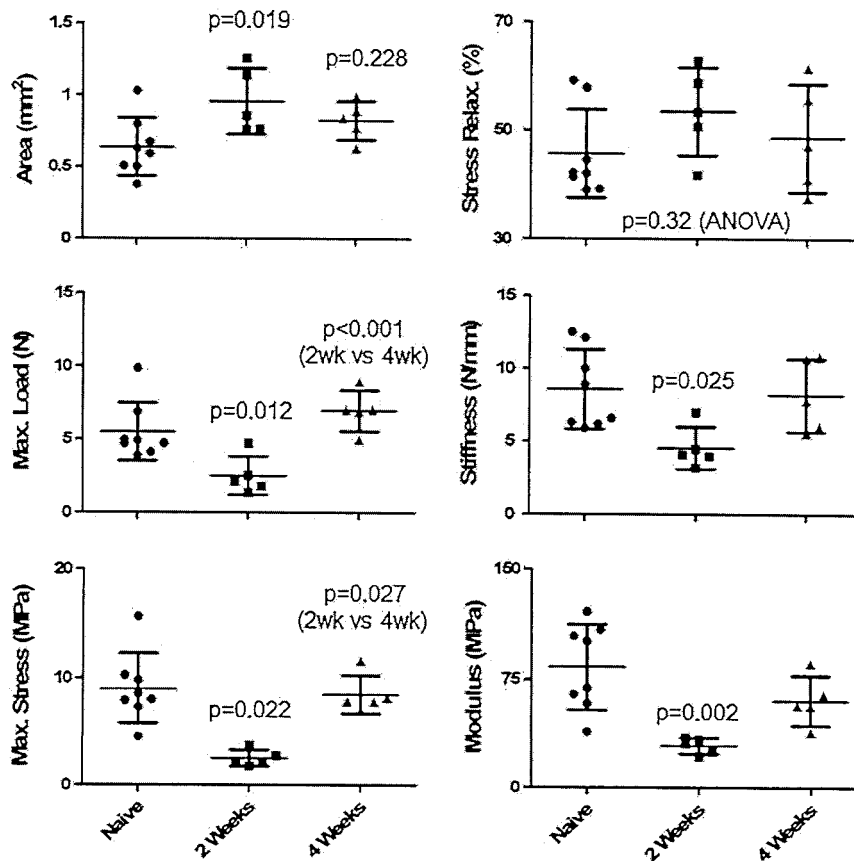 p=0.019
p=0.228
Area (mm²)
1.5
1
0.5
0
Stress Relax. (%)
70
50
30
p=0.32 (ANOVA)
Max. Load (N)
15
10
5
0
p=0.012
p<0.001
(2wk vs 4wk)
Stiffness (N/mm)
15
10
5
0
p=0.025
Max. Stress (MPa)
20
10
0
p=0.022
p=0.027
(2wk vs 4wk)
Naive
2 Weeks
4 Weeks
Modulus (MPa)
150
75
0
p=0.002
Naive
2 Weeks
4 Weeks